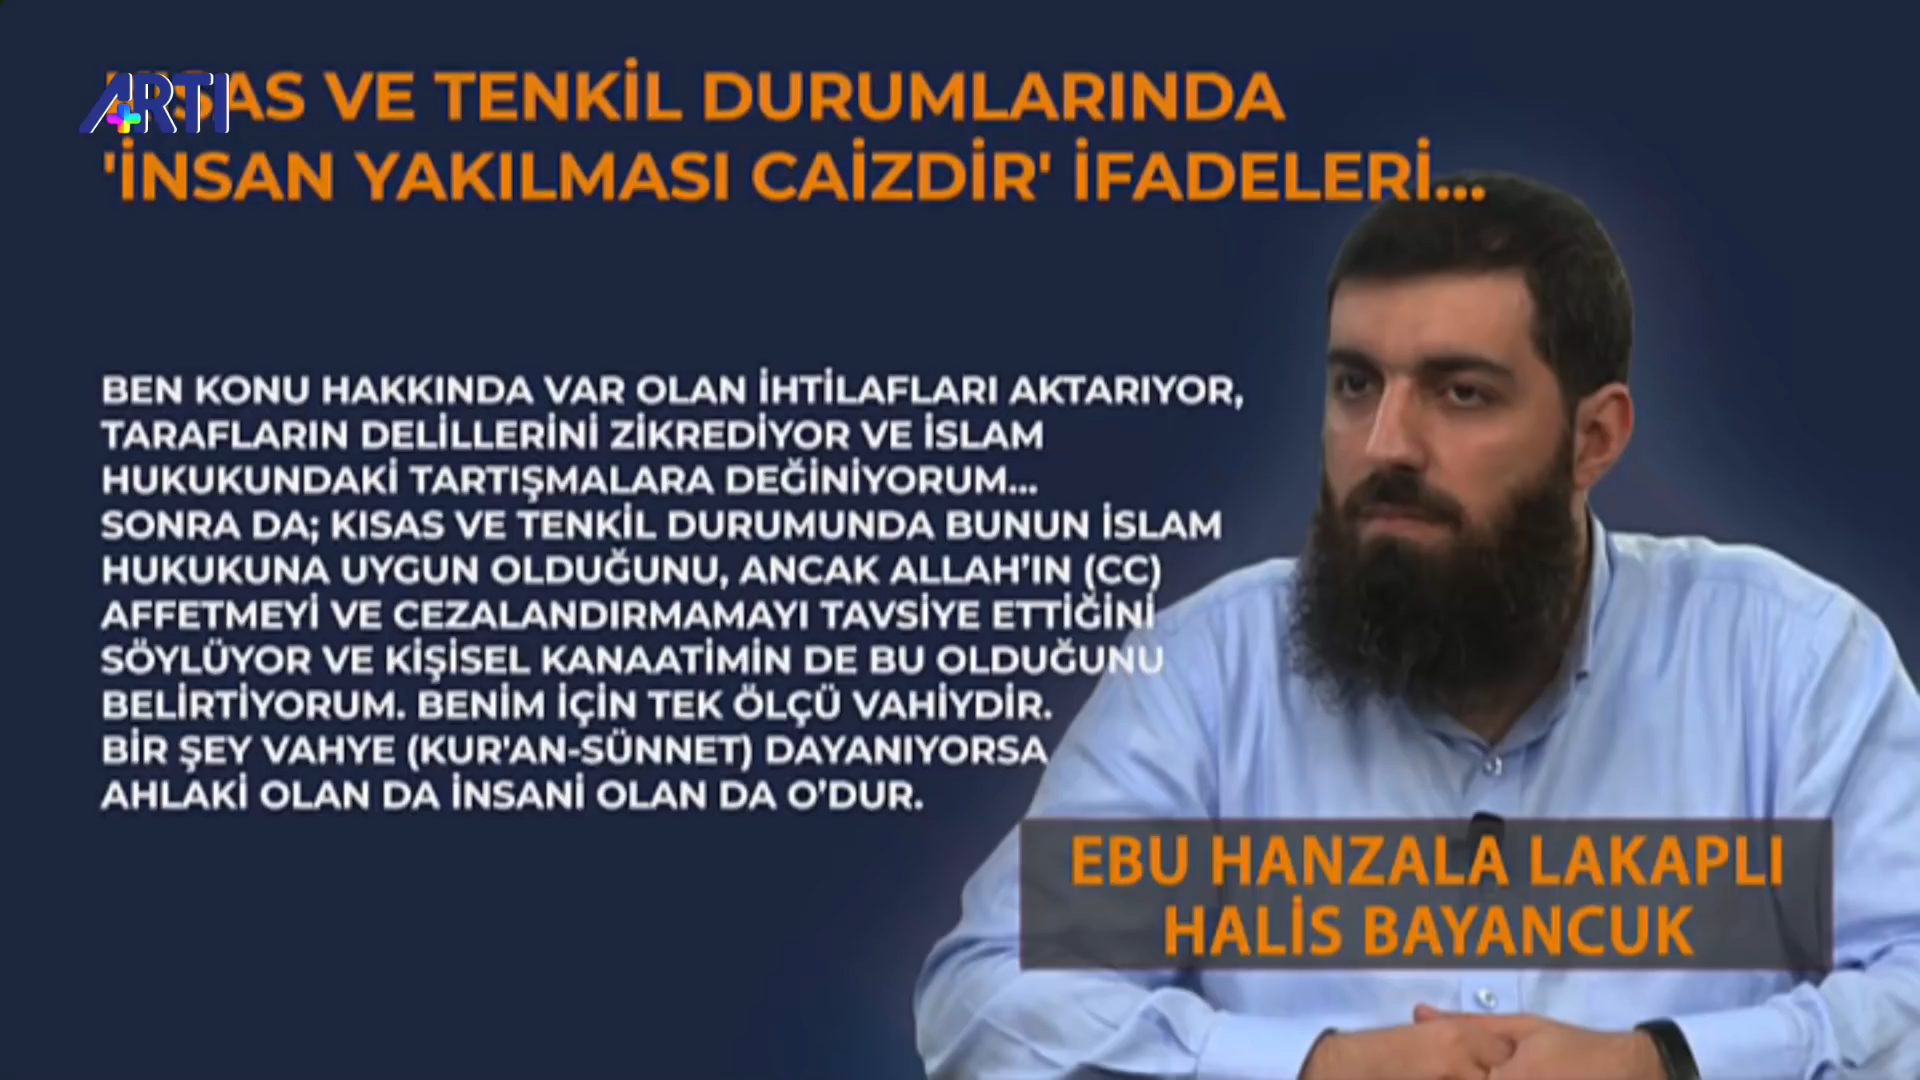 ARTI
KISAS VE TENKİL DURUMLARINDA
'İNSAN YAKILMASI CAİZDİR' İFADELERİ...
BEN KONU HAKKINDA VAR OLAN İHTİLAFLARI AKTARIYOR,
TARAFLARIN DELİLLERİNİ ZİKREDİYOR VE İSLAM
HUKUKUNDAKİ TARTIŞMALARA DEĞİNİYORUM...
SONRA DA; KISAS VE TENKİL DURUMUNDA BUNUN İSLAM
HUKUKUNA UYGUN OLDUĞUNU, ANCAK ALLAH'IN (CC)
AFFETMEYİ VE CEZALANDIRMAMAYI TAVSİYE ETTİĞİNİ
SÖYLÜYOR VE KİŞİSEL KANAATİMİN DE BU OLDUĞUNU
BELİRTİYORUM. BENİM İÇİN TEK ÖLÇÜ VAHİYDİR.
BİR ŞEY VAHYE (KUR'AN-SÜNNET) DAYANIYORSA
AHLAKİ OLAN DA İNSANİ OLAN DA O'DUR.
EBU HANZALA LAKAPLI
HALİS BAYANCUK